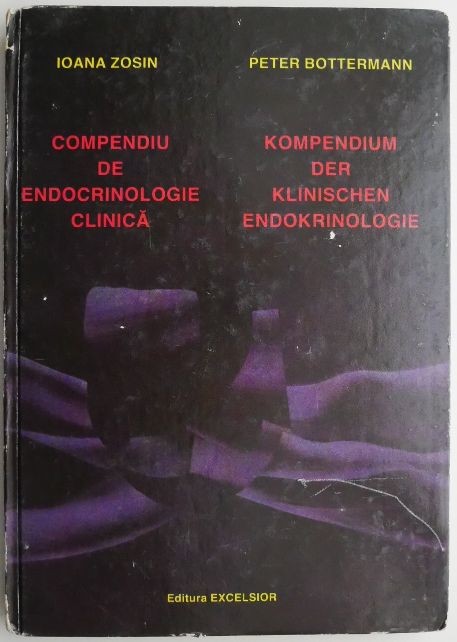 IOANA ZOSIN
COMPENDIU
DE
ENDOCRINOLOGIE
CLINICĂ
PETER BOTTERMANN
KOMPENDIUM
DER
KLINISCHEN
ENDOKRINOLOGIE
Editura EXCELSIOR